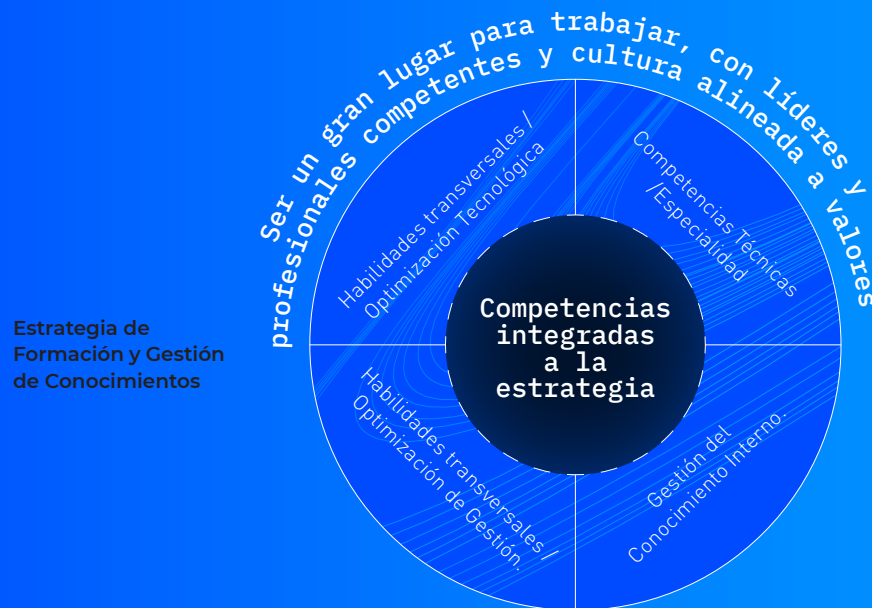 Ser un gran lugar para trabajar, con líderes y
profesionales competentes y cultura alineada a valores
Estrategia de
Formación y Gestión
de Conocimientos
Habilidades transversales /
Optimización Tecnológica
Competencias Técnicas
/Especialidad
Competencias
integradas
a la
estrategia
Habilidades transversales /
Optimización de Gestión.
Gestión del
Conocimiento Interno.